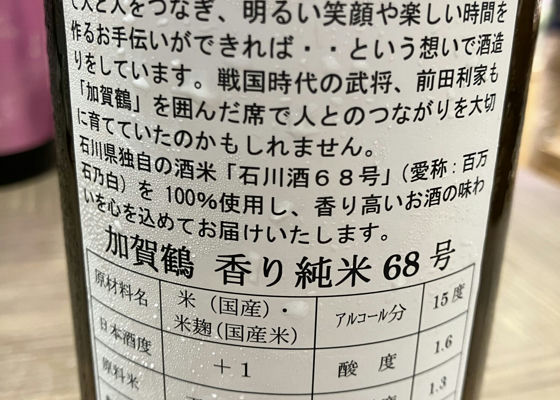 て人と人をつなぎ、明るい笑顔や楽しい時間を
作るお手伝いができれば・・という想いで酒造
りをしています。戦国時代の武将、前田利家も
「加賀鶴」を囲んだ席で人とのつながりを大切
に育てていたのかもしれません。
石川県独自の酒米「石川酒６８号」(愛称:百万
石乃白) を 100%使用し、香り高いお酒の味わ
いを心を込めてお届けいたします。
加賀鶴 香り純米 68 号
原材料名 米 (国産)・米麹(国産米) アルコール分 15 度
日本酒度 +1 酸 度 1.6
原料米 1.3